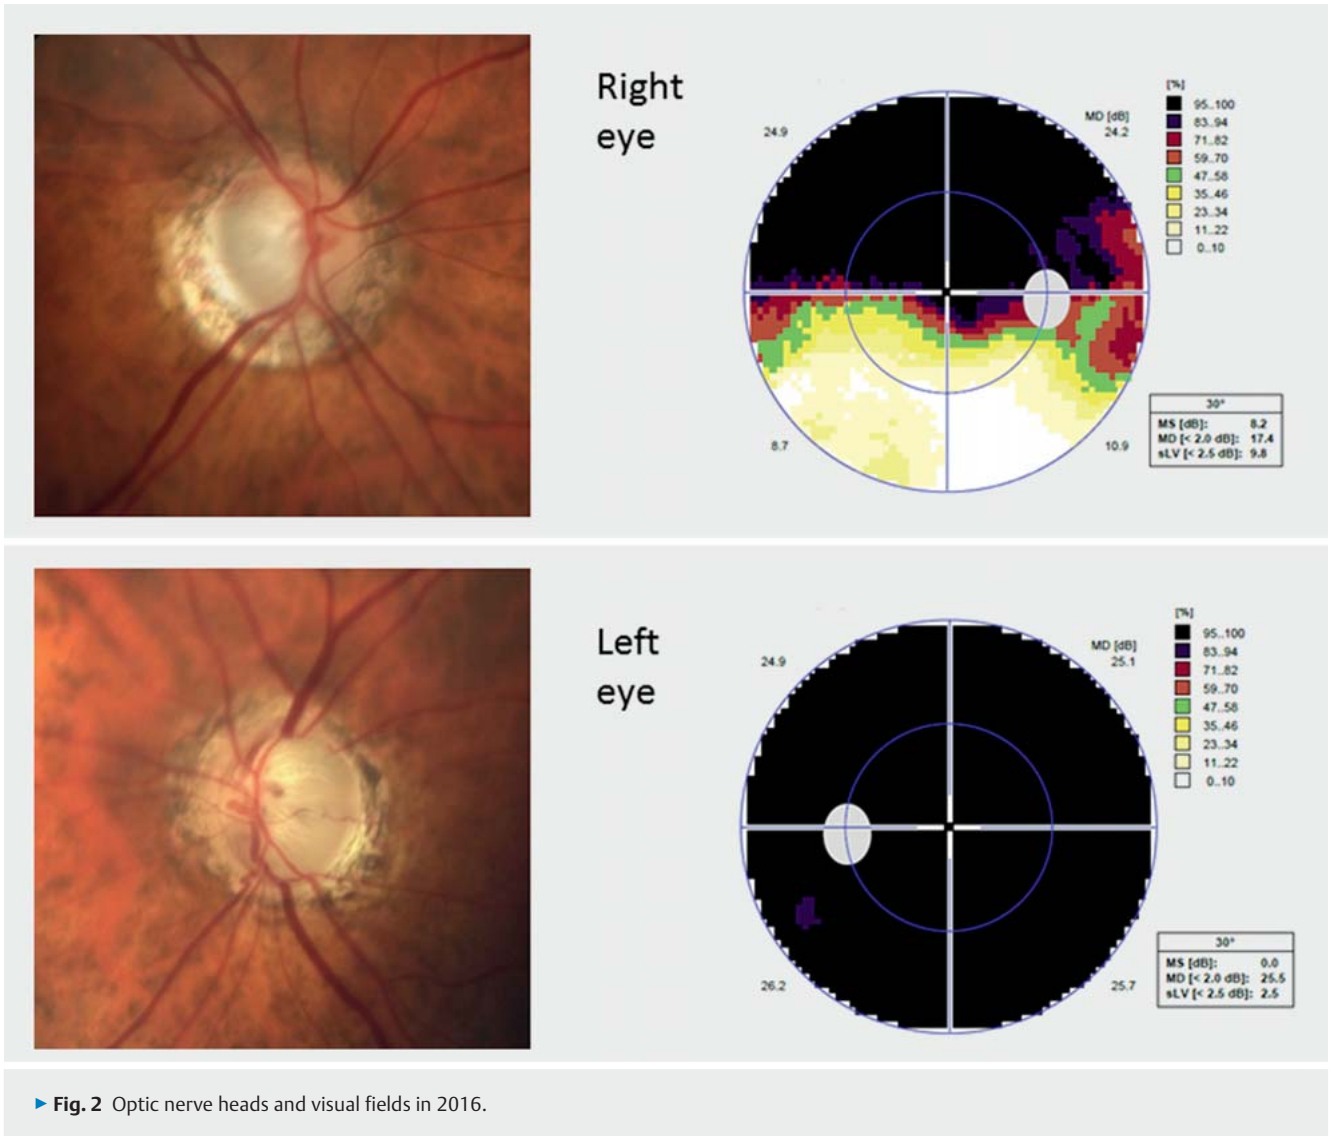 Right
eye
24.9
MD [dB]
24.2
8.7
10.9
[%]
95..100
83..94
71..82
59..70
47..58
35..46
23..34
11..22
0..10
30°
MS [dB]: 8.2
MD [< 2.0 dB]: 17.4
sLV [< 2.5 dB]: 9.8
Left
eye
24.9
MD [dB]
25.1
26.2
25.7
[%]
95..100
83..94
71..82
59..70
47..58
35..46
23..34
11..22
0..10
30°
MS [dB]: 0.0
MD [< 2.0 dB]: 25.5
sLV [< 2.5 dB]: 2.5
▶ Fig. 2 Optic nerve heads and visual fields in 2016.